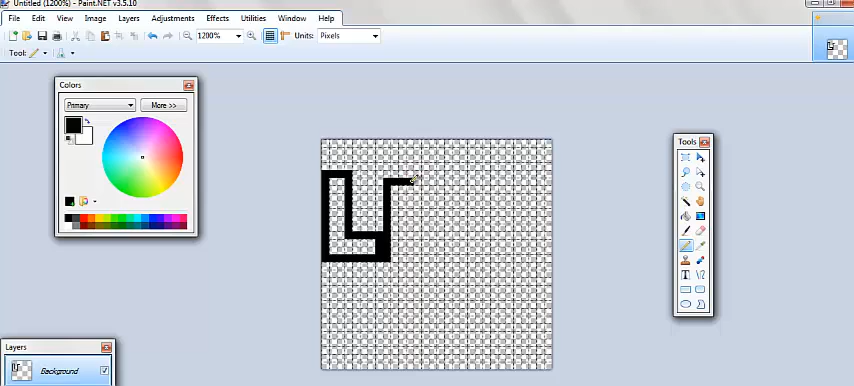 Untitled (1200%) - Paint.NET v3.5.10
File Edit View Image Layers Adjustments Effects Utilities Window Help
1200% Units: Pixels
Tool:
Colors
Primary More >>
Tools
Layers
Background